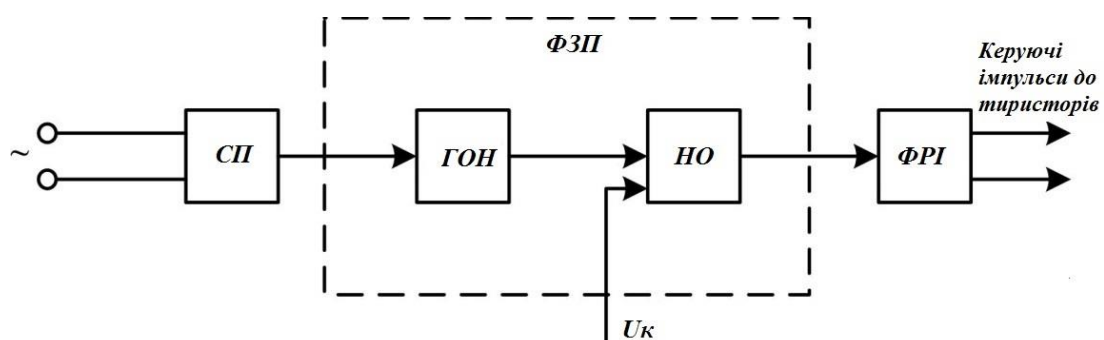 ФЗП
Керуючі
імпульси до
тиристорів
~
СП
ГОН
НО
ФРІ
Uк